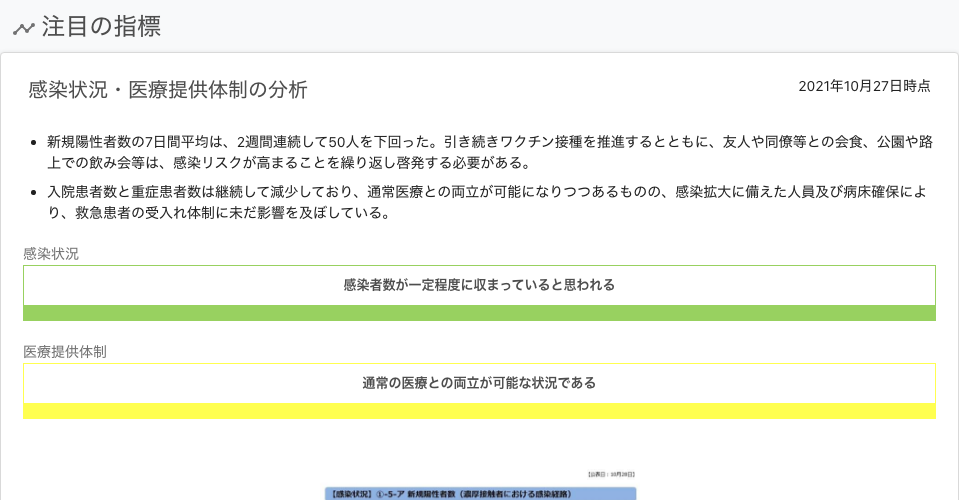 注目の指標
感染状況・医療提供体制の分析
2021年10月27日時点
新規陽性者数の7日間平均は、2週間連続して50人を下回った。引き続きワクチン接種を推進するとともに、友人や同僚等との会食、公園や路
上での飲み会等は、感染リスクが高まることを繰り返し啓発する必要がある。
入院患者数と重症患者数は継続して減少しており、通常医療との両立が可能になりつつあるものの、感染拡大に備えた人員及び病床確保によ
り、救急患者の受入れ体制に未だ影響を及ぼしている。
感染状況
感染者数が一定程度に収まっていると思われる
医療提供体制
通常の医療との両立が可能な状況である
【公表日：10月28日】
【感染状況】①-5-ア 新規陽性者数（濃厚接触者における感染経路）